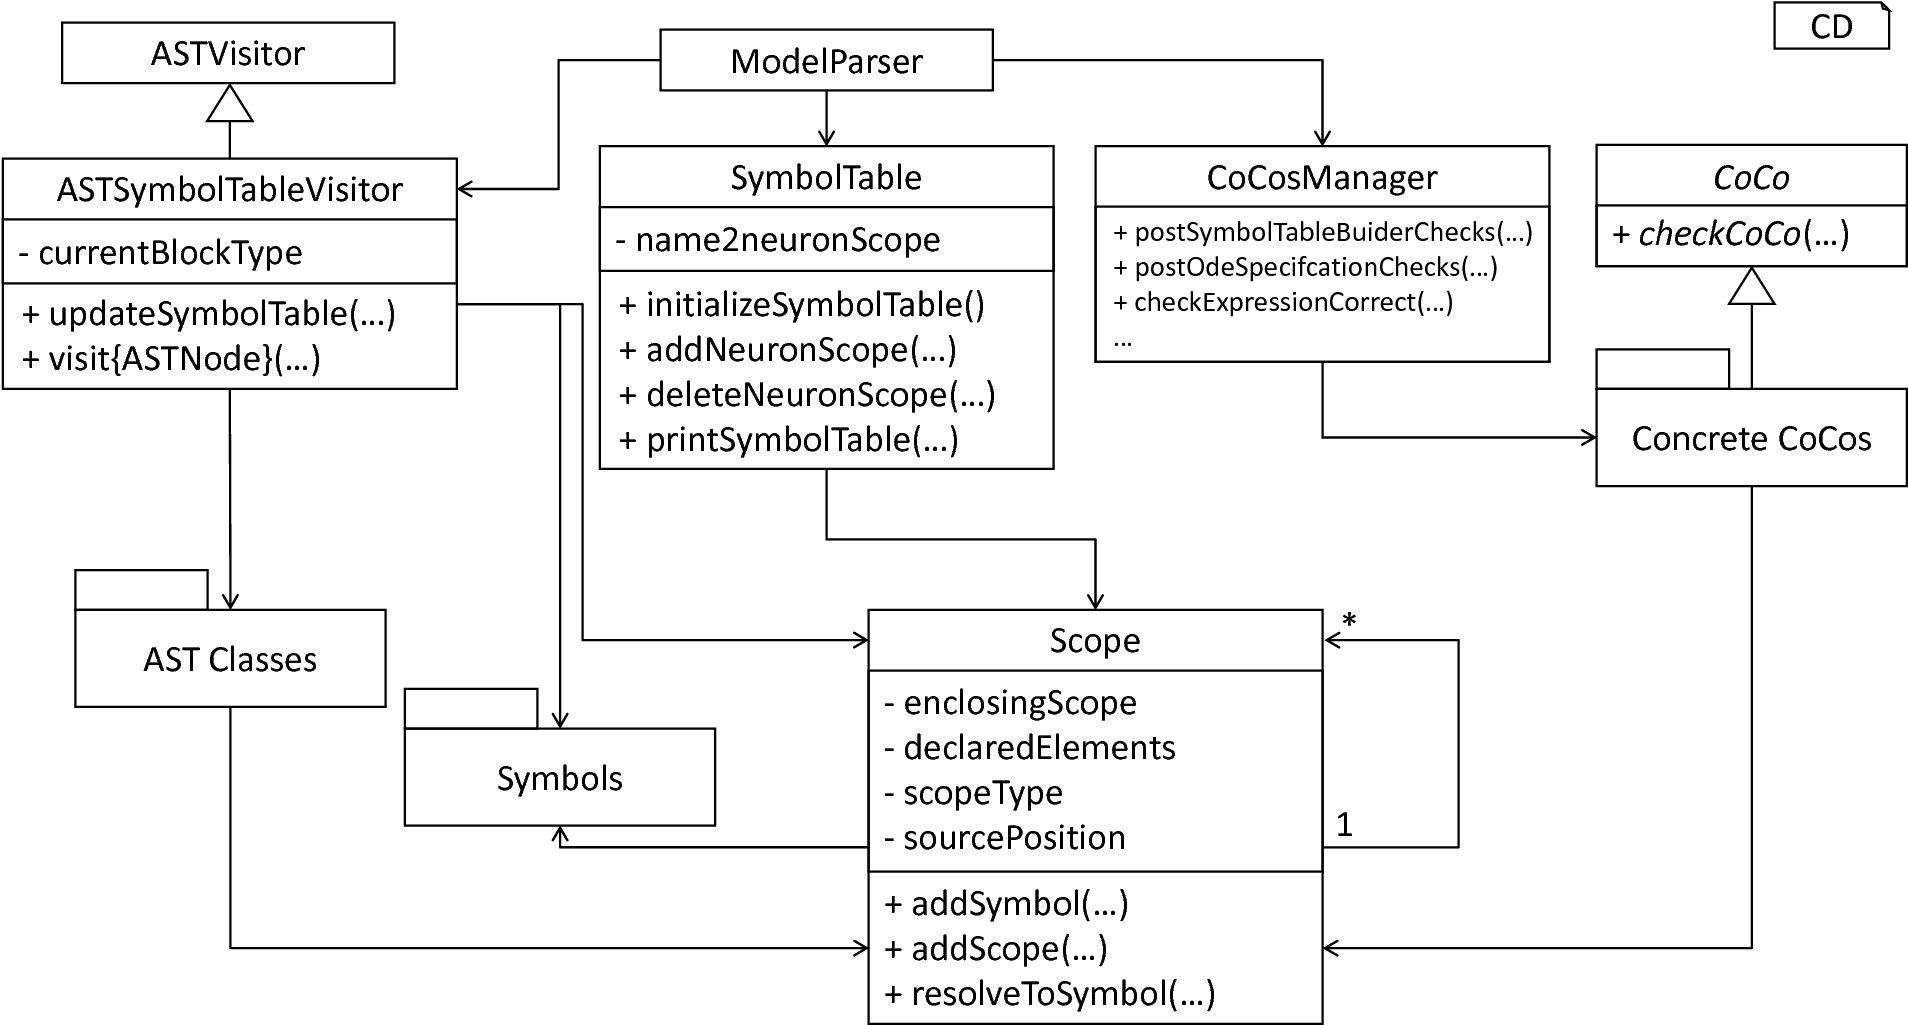 CD
ASTVisitor
ModelParser
ASTSymbolTableVisitor
- currentBlockType
+ updateSymbolTable(...)
+ visit{ASTNode}(...)
SymbolTable
- name2neuronScope
+ initializeSymbolTable()
+ addNeuronScope(...)
+ deleteNeuronScope(...)
+ printSymbolTable(...)
CoCosManager
+ postSymbolTableBuiderChecks(...)
+ postOdeSpecifcationChecks(...)
+ checkExpressionCorrect(...)
...
CoCo
+ checkCoCo(...)
Concrete CoCos
AST Classes
Symbols
Scope
- enclosingScope
- declaredElements
- scopeType
- sourcePosition
+ addSymbol(...)
+ addScope(...)
+ resolveToSymbol(...)
*
1